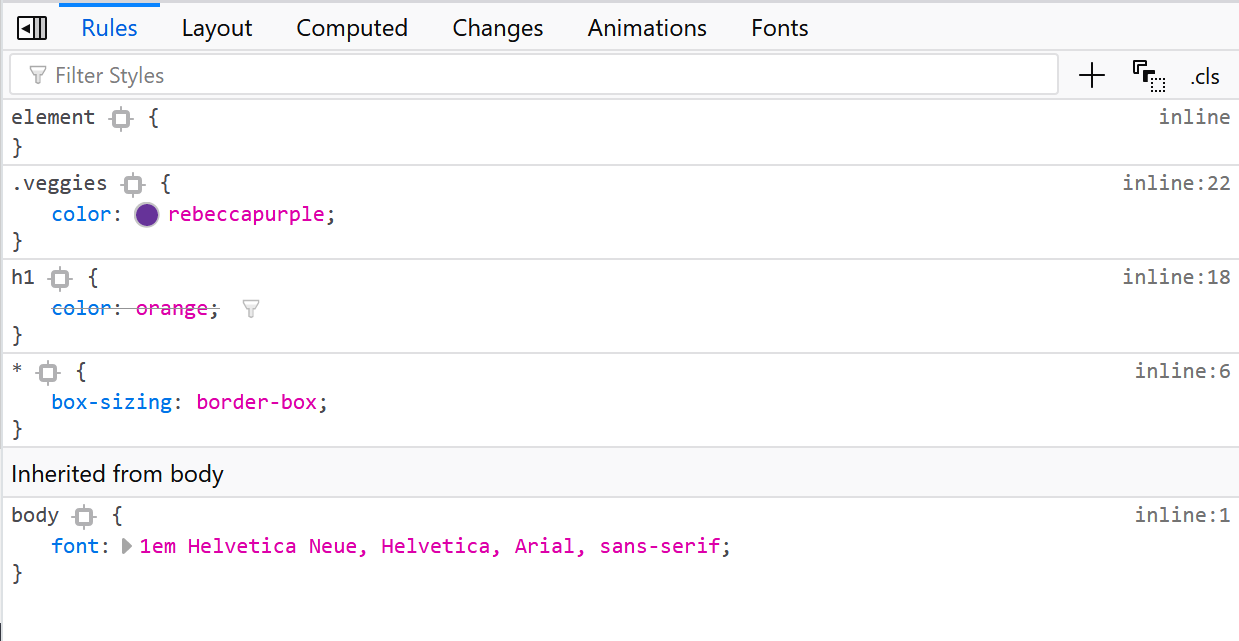 Rules Layout Computed Changes Animations Fonts
Filter Styles .cls
element { inline
}
.veggies { inline:22
color: rebeccapurple;
}
h1 { inline:18
color: orange;
}
* { inline:6
box-sizing: border-box;
}
Inherited from body
body { inline:1
font: 1em Helvetica Neue, Helvetica, Arial, sans-serif;
}